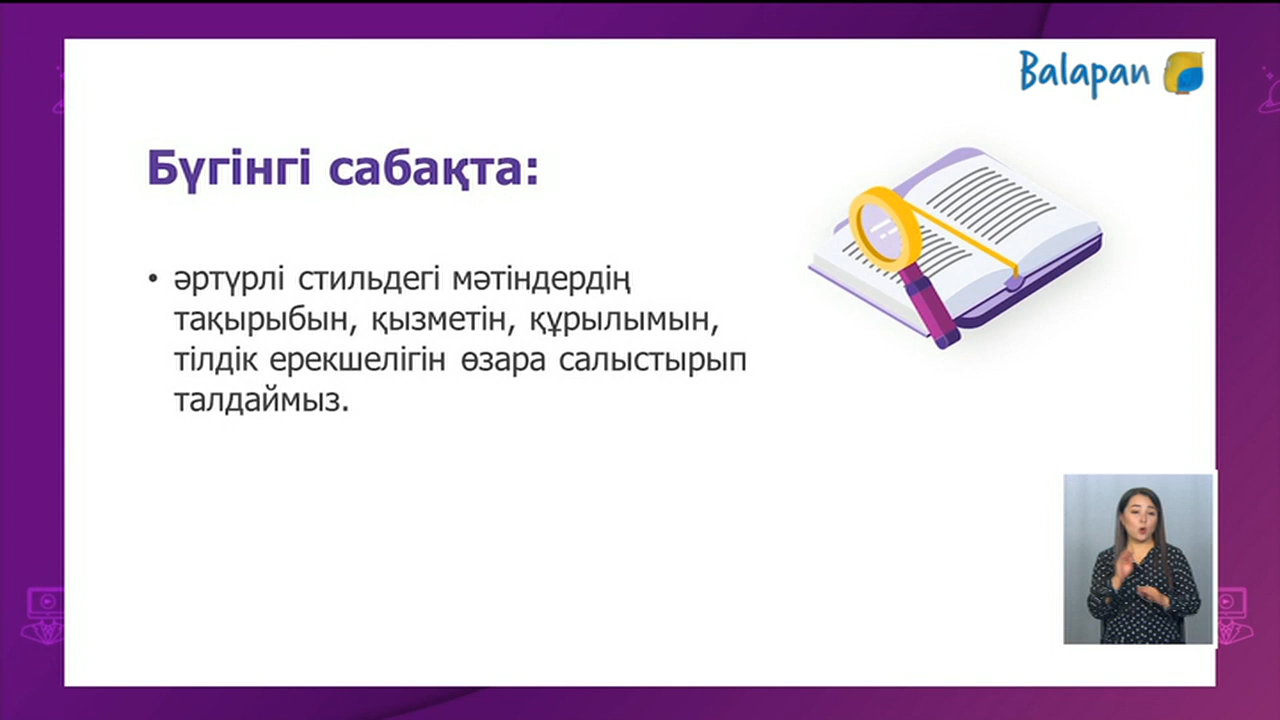 Balapan
Бүгінгі сабақта:
• әртүрлі стильдегі мәтіндердің
тақырыбын, қызметін, құрылымын,
тілдік ерекшелігін өзара салыстырып
талдаймыз.